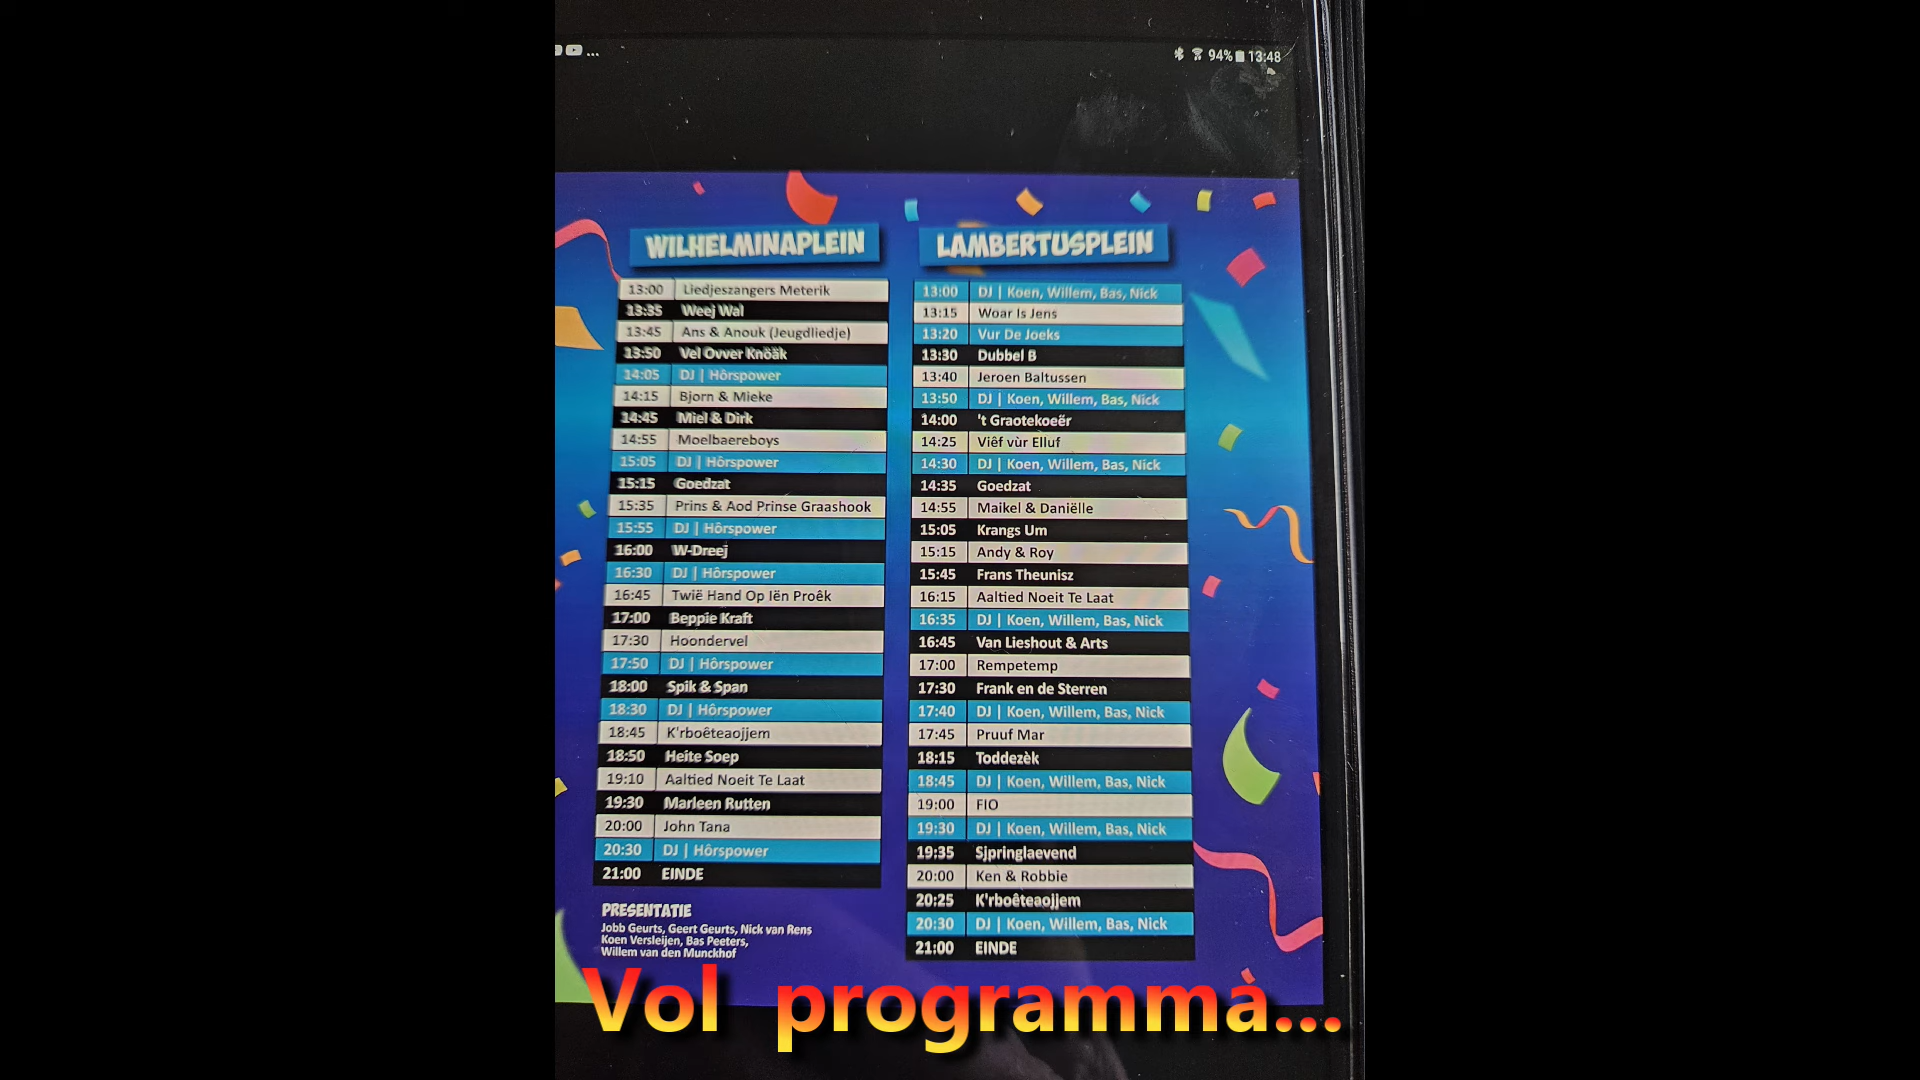 94% 13:48
WILHELMINAPLEIN
13:00 Liedjeszangers Meterik
13:35 Weej Wal
13:45 Ans & Anouk (Jeugdliedje)
13:50 Vel Ovver Knöäk
14:05 DJ | Hôrspower
14:15 Bjorn & Mieke
14:45 Miel & Dirk
14:55 Moelbaereboys
15:05 DJ | Hôrspower
15:15 Goedzat
15:35 Prins & Aod Prinse Graashook
15:55 DJ | Hôrspower
16:00 W-Dreej
16:30 DJ | Hôrspower
16:45 Twië Hand Op Iën Proêk
17:00 Beppie Kraft
17:30 Hoondervel
17:50 DJ | Hôrspower
18:00 Spik & Span
18:30 DJ | Hôrspower
18:45 K'rboêteaojjem
18:50 Heite Soep
19:10 Aaltied Noeit Te Laat
19:30 Marleen Rutten
20:00 John Tana
20:30 DJ | Hôrspower
21:00 EINDE
PRESENTATIE
Jobb Geurts, Geert Geurts, Nick van Rens
Koen Versleijen, Bas Peeters,
Willem van den Munckhof
LAMBERTUSPLEIN
13:00 DJ | Koen, Willem, Bas, Nick
13:15 Woar Is Jens
13:20 Vur De Joeks
13:30 Dubbel B
13:40 Jeroen Baltussen
13:50 DJ | Koen, Willem, Bas, Nick
14:00 't Graotekoeër
14:25 Viêf vùr Elluf
14:30 DJ | Koen, Willem, Bas, Nick
14:35 Goedzat
14:55 Maikel & Daniëlle
15:05 Krangs Um
15:15 Andy & Roy
15:45 Frans Theunisz
16:15 Aaltied Noeit Te Laat
16:35 DJ | Koen, Willem, Bas, Nick
16:45 Van Lieshout & Arts
17:00 Rempetemp
17:30 Frank en de Sterren
17:40 DJ | Koen, Willem, Bas, Nick
17:45 Pruuf Mar
18:15 Toddezèk
18:45 DJ | Koen, Willem, Bas, Nick
19:00 FIO
19:30 DJ | Koen, Willem, Bas, Nick
19:35 Sjpringlaevend
20:00 Ken & Robbie
20:25 K'rboêteaojjem
20:30 DJ | Koen, Willem, Bas, Nick
21:00 EINDE
Vol programma...